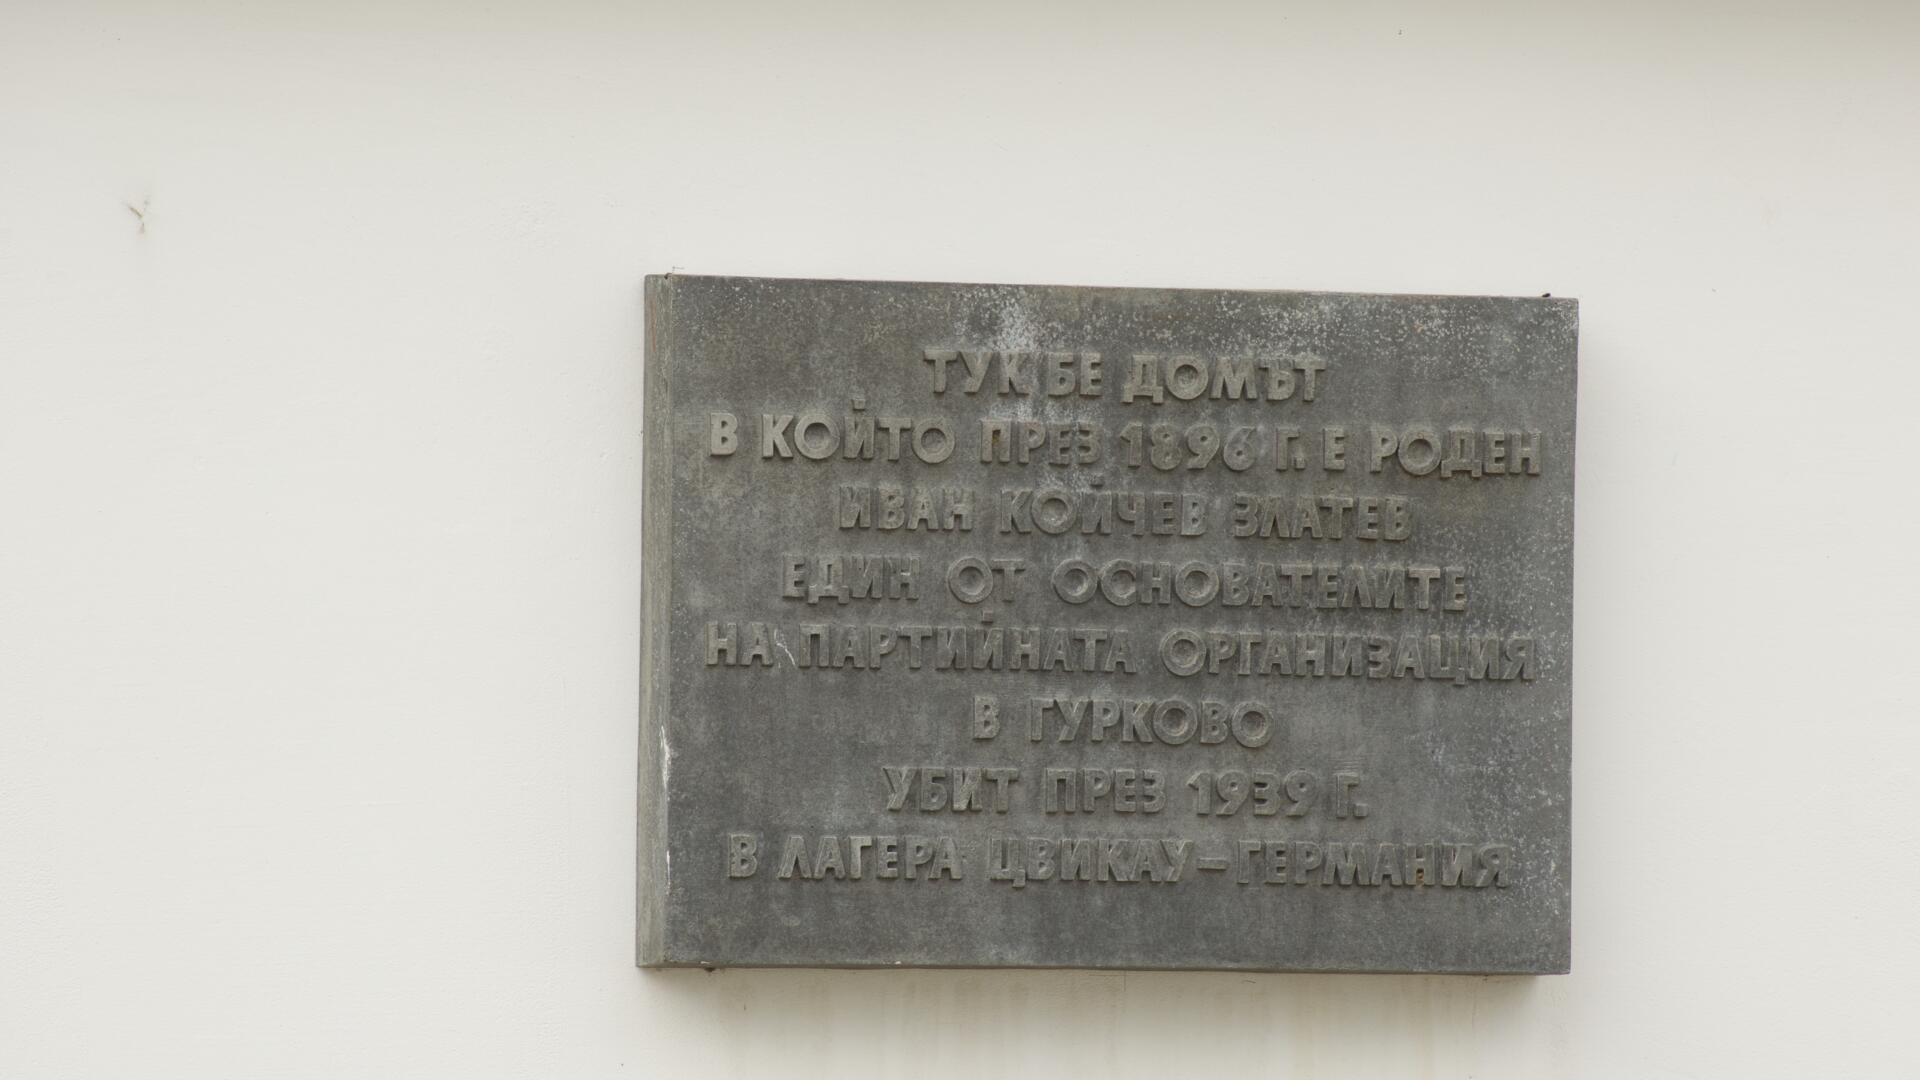 ТУК БЕ ДОМЪТ
В КОЙТО ПРЕЗ 1896 Г. Е РОДЕН
ИВАН КОЙЧЕВ ЗЛАТЕВ
ЕДИН ОТ ОСНОВАТЕЛИТЕ
НА ПАРТИЙНАТА ОРГАНИЗАЦИЯ
В ГУРКОВО
УБИТ ПРЕЗ 1939 Г.
В ЛАГЕРА ЦВИКАУ–ГЕРМАНИЯ